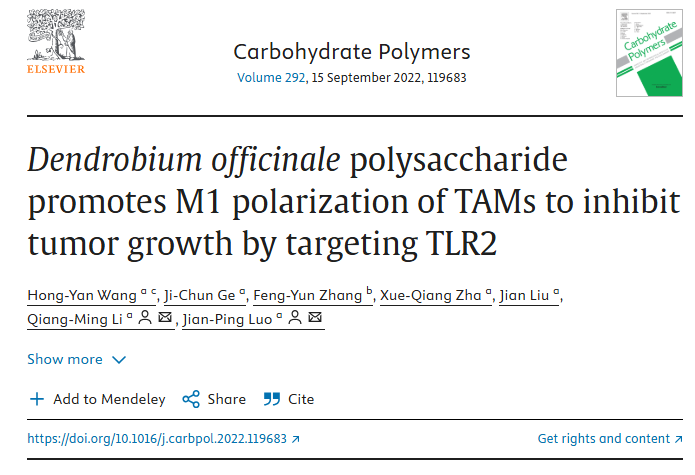 ELSEVIER
Carbohydrate Polymers
Volume 292, 15 September 2022, 119683
Carbohydrate
Polymers
Dendrobium officinale polysaccharide
promotes M1 polarization of TAMs to inhibit
tumor growth by targeting TLR2
Hong-Yan Wang a c, Ji-Chun Ge a, Feng-Yun Zhang b, Xue-Qiang Zha a, Jian Liu a,
Qiang-Ming Li a, Jian-Ping Luo a
Show more
Add to Mendeley Share Cite
https://doi.org/10.1016/j.carbpol.2022.119683
Get rights and content